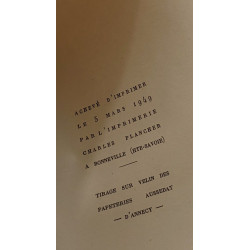 ACHEVÉ D'IMPRIMER
LE 5 MARS 1949
PAR L'IMPRIMERIE
CHARLES PLANCHER
A BONNEVILLE (HTE-SAVOIE)
TIRAGE SUR VELIN DES
PAPETERIES AUSSEDAT
— D'ANNECY —